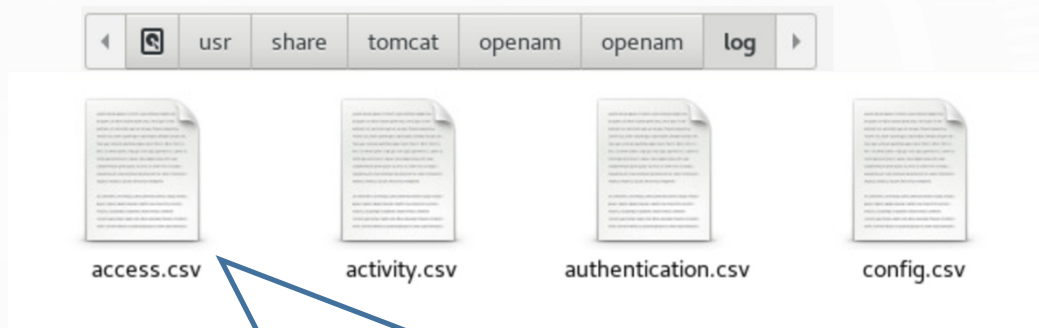 usr share tomcat openam openam log
access.csv activity.csv authentication.csv config.csv